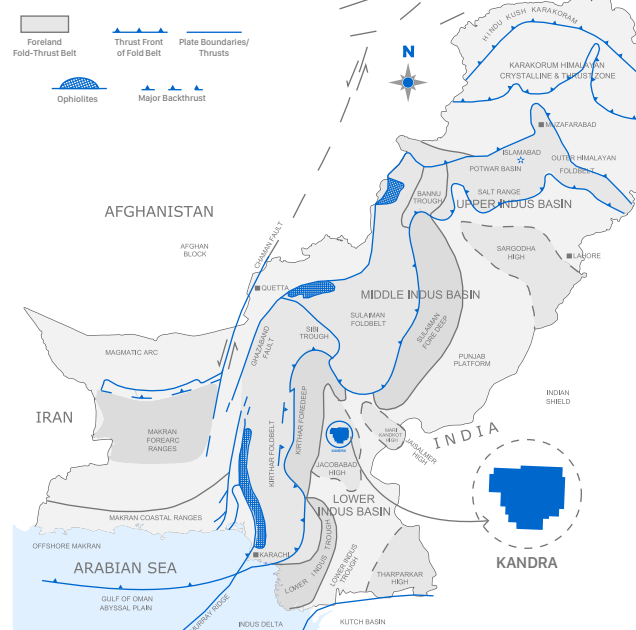 Foreland
Fold-Thrust Belt
Thrust Front
of Fold Belt
Plate Boundaries/
Thrusts
Ophiolites
Major Backthrust
N
HINDU KUSH KARAKORAM
KARAKORUM HIMALAYAN
CRYSTALLINE & THRUST ZONE
MUZAFARABAD
ISLAMABAD
POTWAR BASIN
OUTER HIMALAYAN
FOLDBELT
BANNU
TROUGH
SALT RANGE
UPPER INDUS BASIN
AFGHANISTAN
AFGHAN
BLOCK
CHAMAN FAULT
SARGODHA
HIGH
LAHORE
QUETTA
MIDDLE INDUS BASIN
SULAIMAN
FOLDBELT
SULAIMAN
FORE DEEP
SIBI
TROUGH
GHAZABAND
FAULT
MAGMATIC ARC
PUNJAB
PLATFORM
INDIAN
SHIELD
IRAN
MAKRAN
FOREARC
RANGES
KIRTHAR FOREDEEP
KIRTHAR FOLDBELT
MARI
KANDKOT
HIGH
JAISALMER
HIGH
INDIA
JACOBABAD
HIGH
LOWER
INDUS BASIN
MAKRAN COASTAL RANGES
OFFSHORE MAKRAN
KARACHI
ARABIAN SEA
LOWER INDUS TROUGH
LOWER INDUS
TROUGH
THARPARKAR
HIGH
KANDRA
GULF OF OMAN
ABYSSAL PLAIN
MURRAY RIDGE
INDUS DELTA
KUTCH BASIN